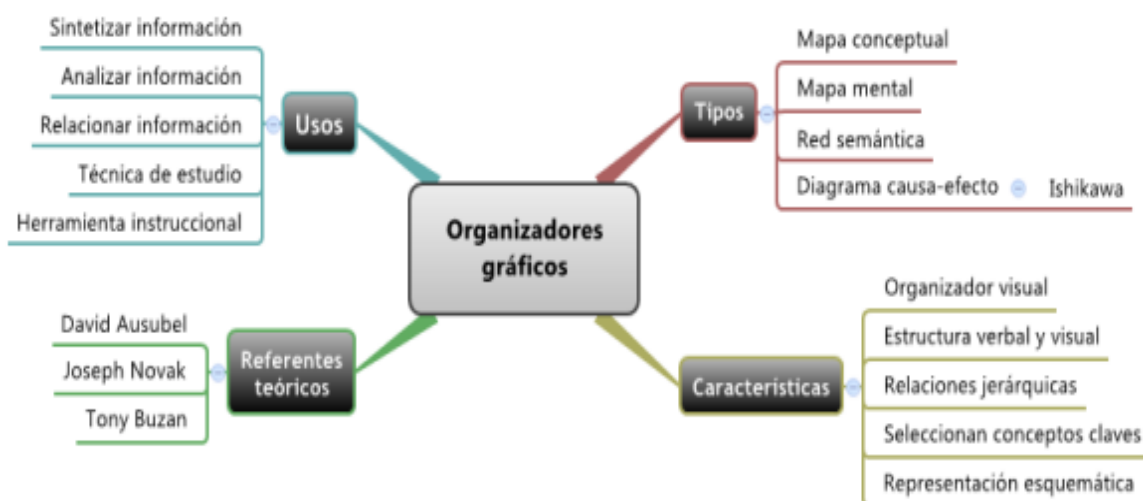 Organizadores
gráficos
Usos
Sintetizar información
Analizar información
Relacionar información
Técnica de estudio
Herramienta instruccional
Tipos
Mapa conceptual
Mapa mental
Red semántica
Diagrama causa-efecto
Ishikawa
Referentes
teóricos
David Ausubel
Joseph Novak
Tony Buzan
Características
Organizador visual
Estructura verbal y visual
Relaciones jerárquicas
Seleccionan conceptos claves
Representación esquemática